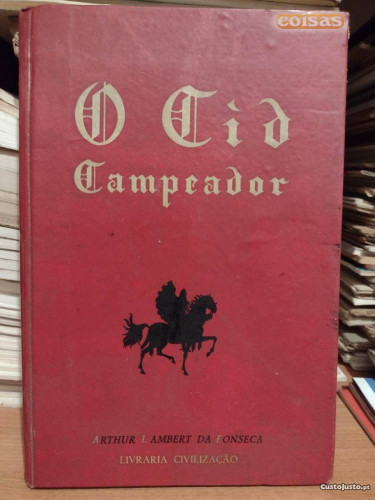 coisas
O Cid
Campeador
ARTHUR LAMBERT DA FONSECA
LIVRARIA CIVILIZAÇÃO
CustoJusto.pt